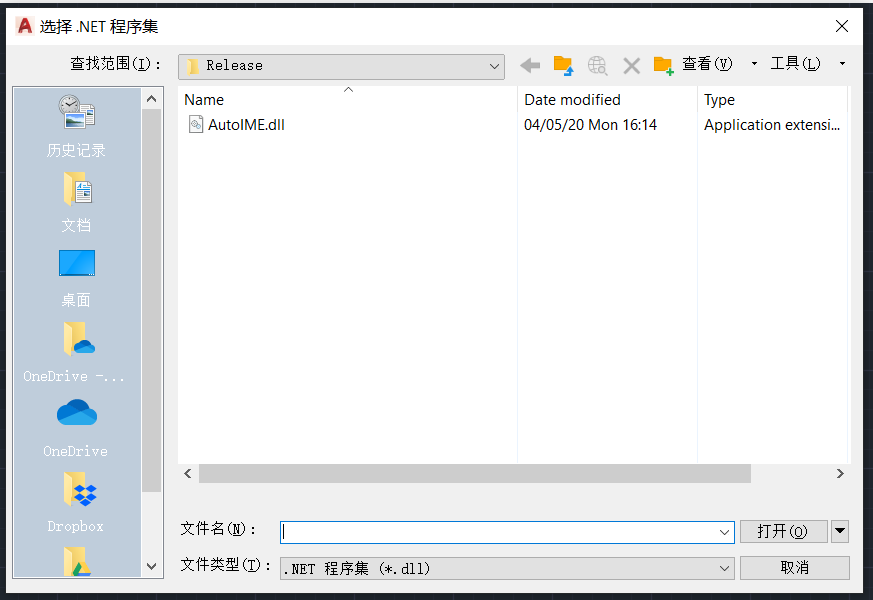 选择 .NET 程序集
查找范围(I)：
Release
查看(V)
工具(L)
Name
Date modified
Type
AutoIME.dll
04/05/20 Mon 16:14
Application extensi...
历史记录
文档
桌面
OneDrive -...
OneDrive
Dropbox
文件名(N)：
打开(O)
文件类型(T)：
.NET 程序集 (*.dll)
取消